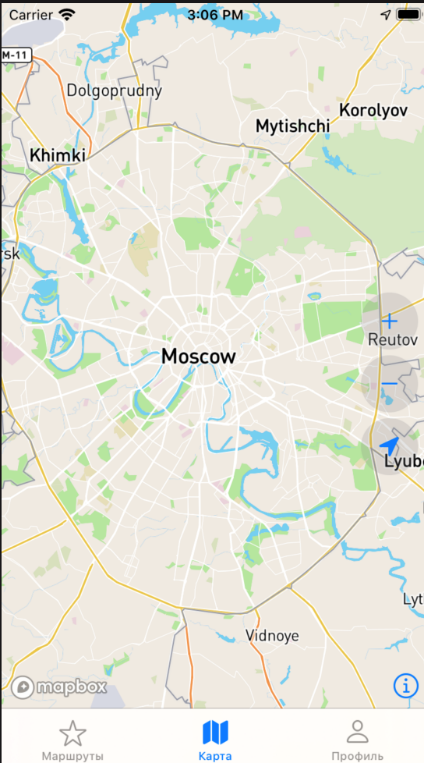 Carrier 3:06 PM
M-11
Dolgoprudny
Korolyov
Mytishchi
Khimki
rsk
Moscow
Reutov
Lyube
Lyt
Vidnoye
mapbox
Маршруты Карта Профиль